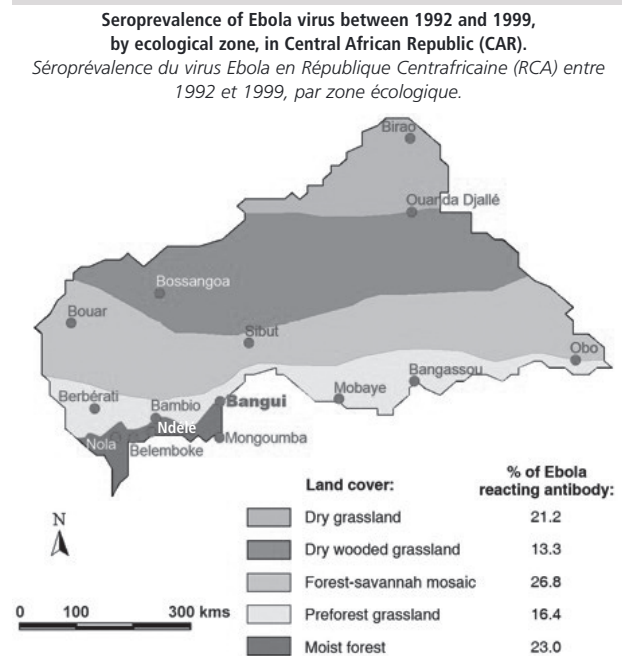 Seroprevalence of Ebola virus between 1992 and 1999,
by ecological zone, in Central African Republic (CAR).
Séroprévalence du virus Ebola en République Centrafricaine (RCA) entre
1992 et 1999, par zone écologique.
Birao
Ouanda Djallé
Bossangoa
Bouar
Sibut
Obo
Bangassou
Berbérati
Mobaye
Bambio
Bangui
Ndélé
Nola
Belemboke
Mongoumba
Land cover:
% of Ebola
reacting antibody:
Dry grassland 21.2
Dry wooded grassland 13.3
Forest-savannah mosaic 26.8
Preforest grassland 16.4
Moist forest 23.0
N
0 100 300 kms